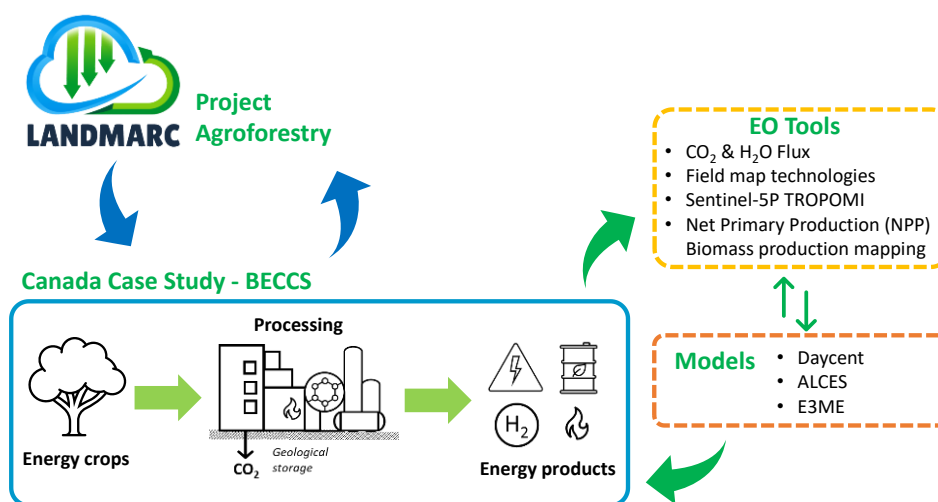 LANDMARC
Project
Agroforestry
EO Tools
• CO₂ & H₂O Flux
• Field map technologies
• Sentinel-5P TROPOMI
• Net Primary Production (NPP)
Biomass production mapping
Canada Case Study - BECCS
Processing
Energy crops
CO₂
Geological
storage
H₂
Energy products
Models
• Daycent
• ALCES
• E3ME